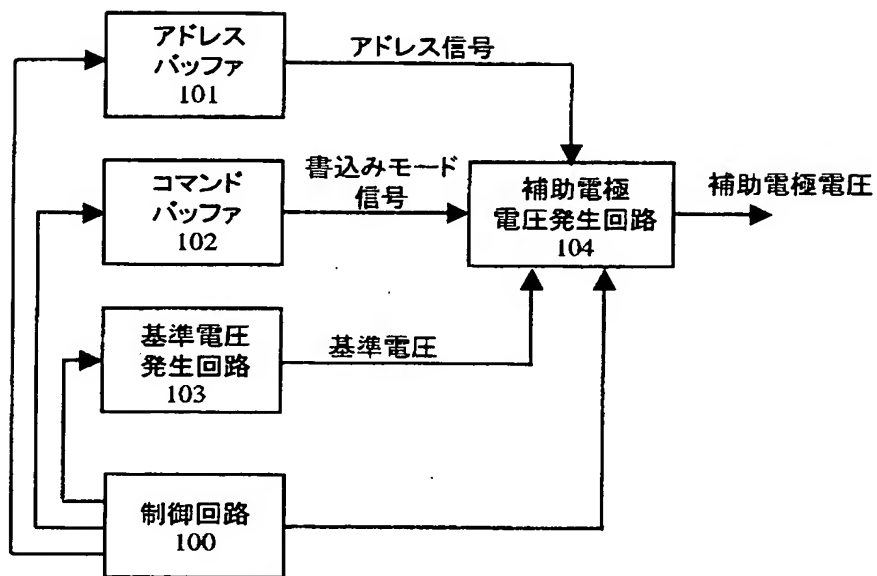 アドレス
バッファ
101
アドレス信号
コマンド
バッファ
102
書込みモード
信号
補助電極
電圧発生回路
104
補助電極電圧
基準電圧
発生回路
103
基準電圧
制御回路
100